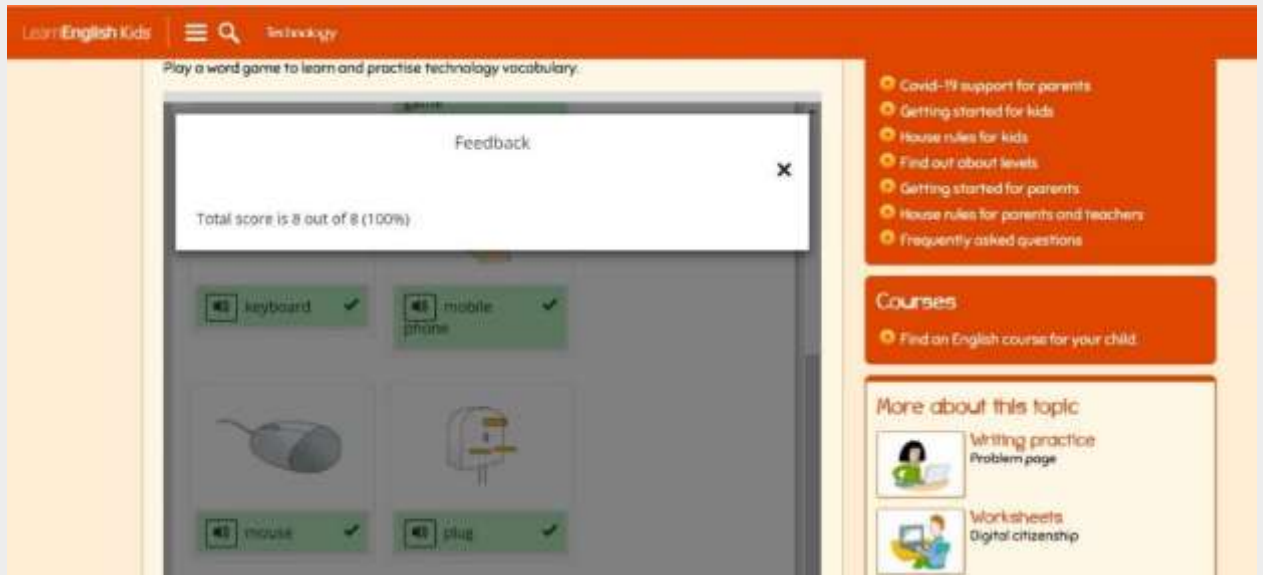 LearnEnglish Kids
Technology
Play a word game to learn and practise technology vocabulary.
game
Feedback
Total score is 8 out of 8 (100%)
keyboard
mobile
phone
mouse
plug
Covid-19 support for parents
Getting started for kids
House rules for kids
Find out about levels
Getting started for parents
House rules for parents and teachers
Frequently asked questions
Courses
Find an English course for your child
More about this topic
Writing practice
Problem page
Worksheets
Digital citizenship